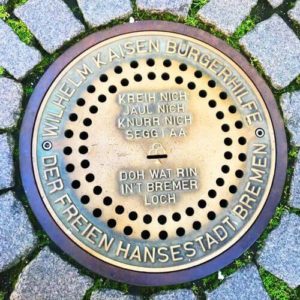 WILHELM KAISEN BÜRGERHILFE
DER FREIEN HANSESTADT BREMEN
KREIH NICH
JAUL NICH
KNURR NICH
SEGG I A A
DOH WAT RIN
IN'T BREMER
LOCH